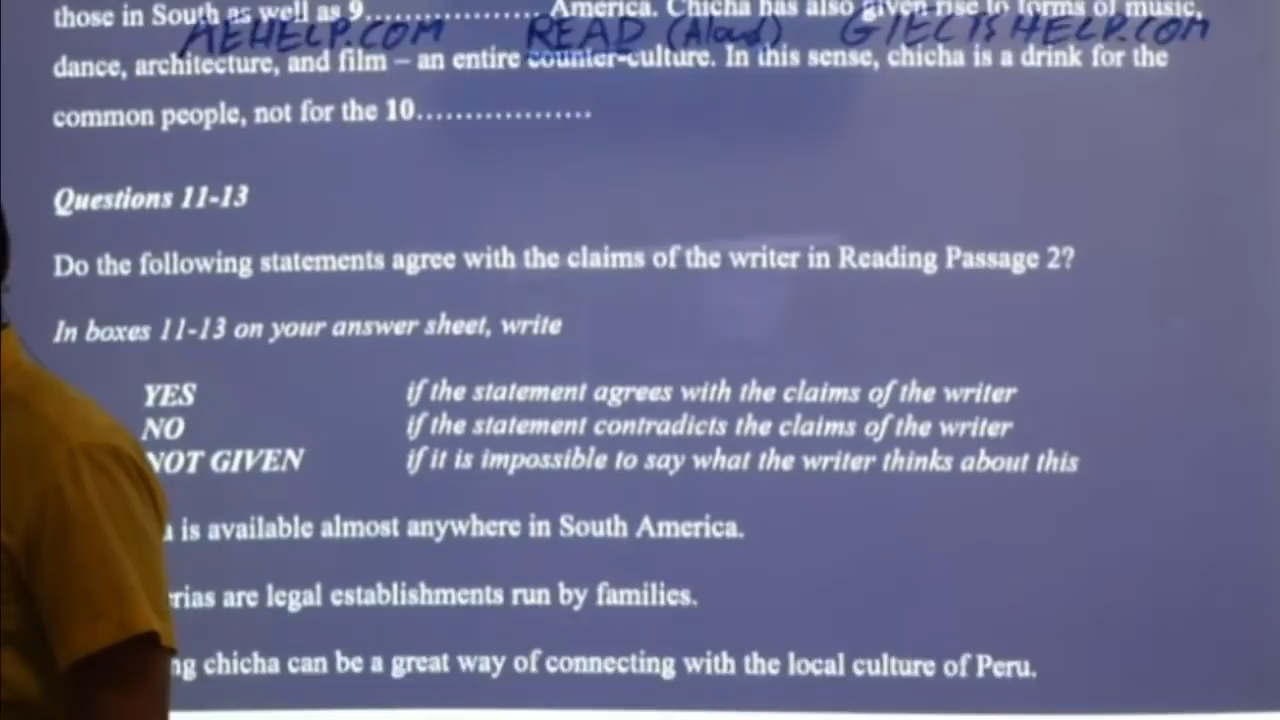 those in South as well as 9.................. America. Chicha has also given rise to forms of music,
AEHELP.COM READ (Aloud) GIELTSHELP.COM
dance, architecture, and film – an entire counter-culture. In this sense, chicha is a drink for the
common people, not for the 10..................
Questions 11-13
Do the following statements agree with the claims of the writer in Reading Passage 2?
In boxes 11-13 on your answer sheet, write
YES if the statement agrees with the claims of the writer
NO if the statement contradicts the claims of the writer
NOT GIVEN if it is impossible to say what the writer thinks about this
is available almost anywhere in South America.
rias are legal establishments run by families.
ng chicha can be a great way of connecting with the local culture of Peru.